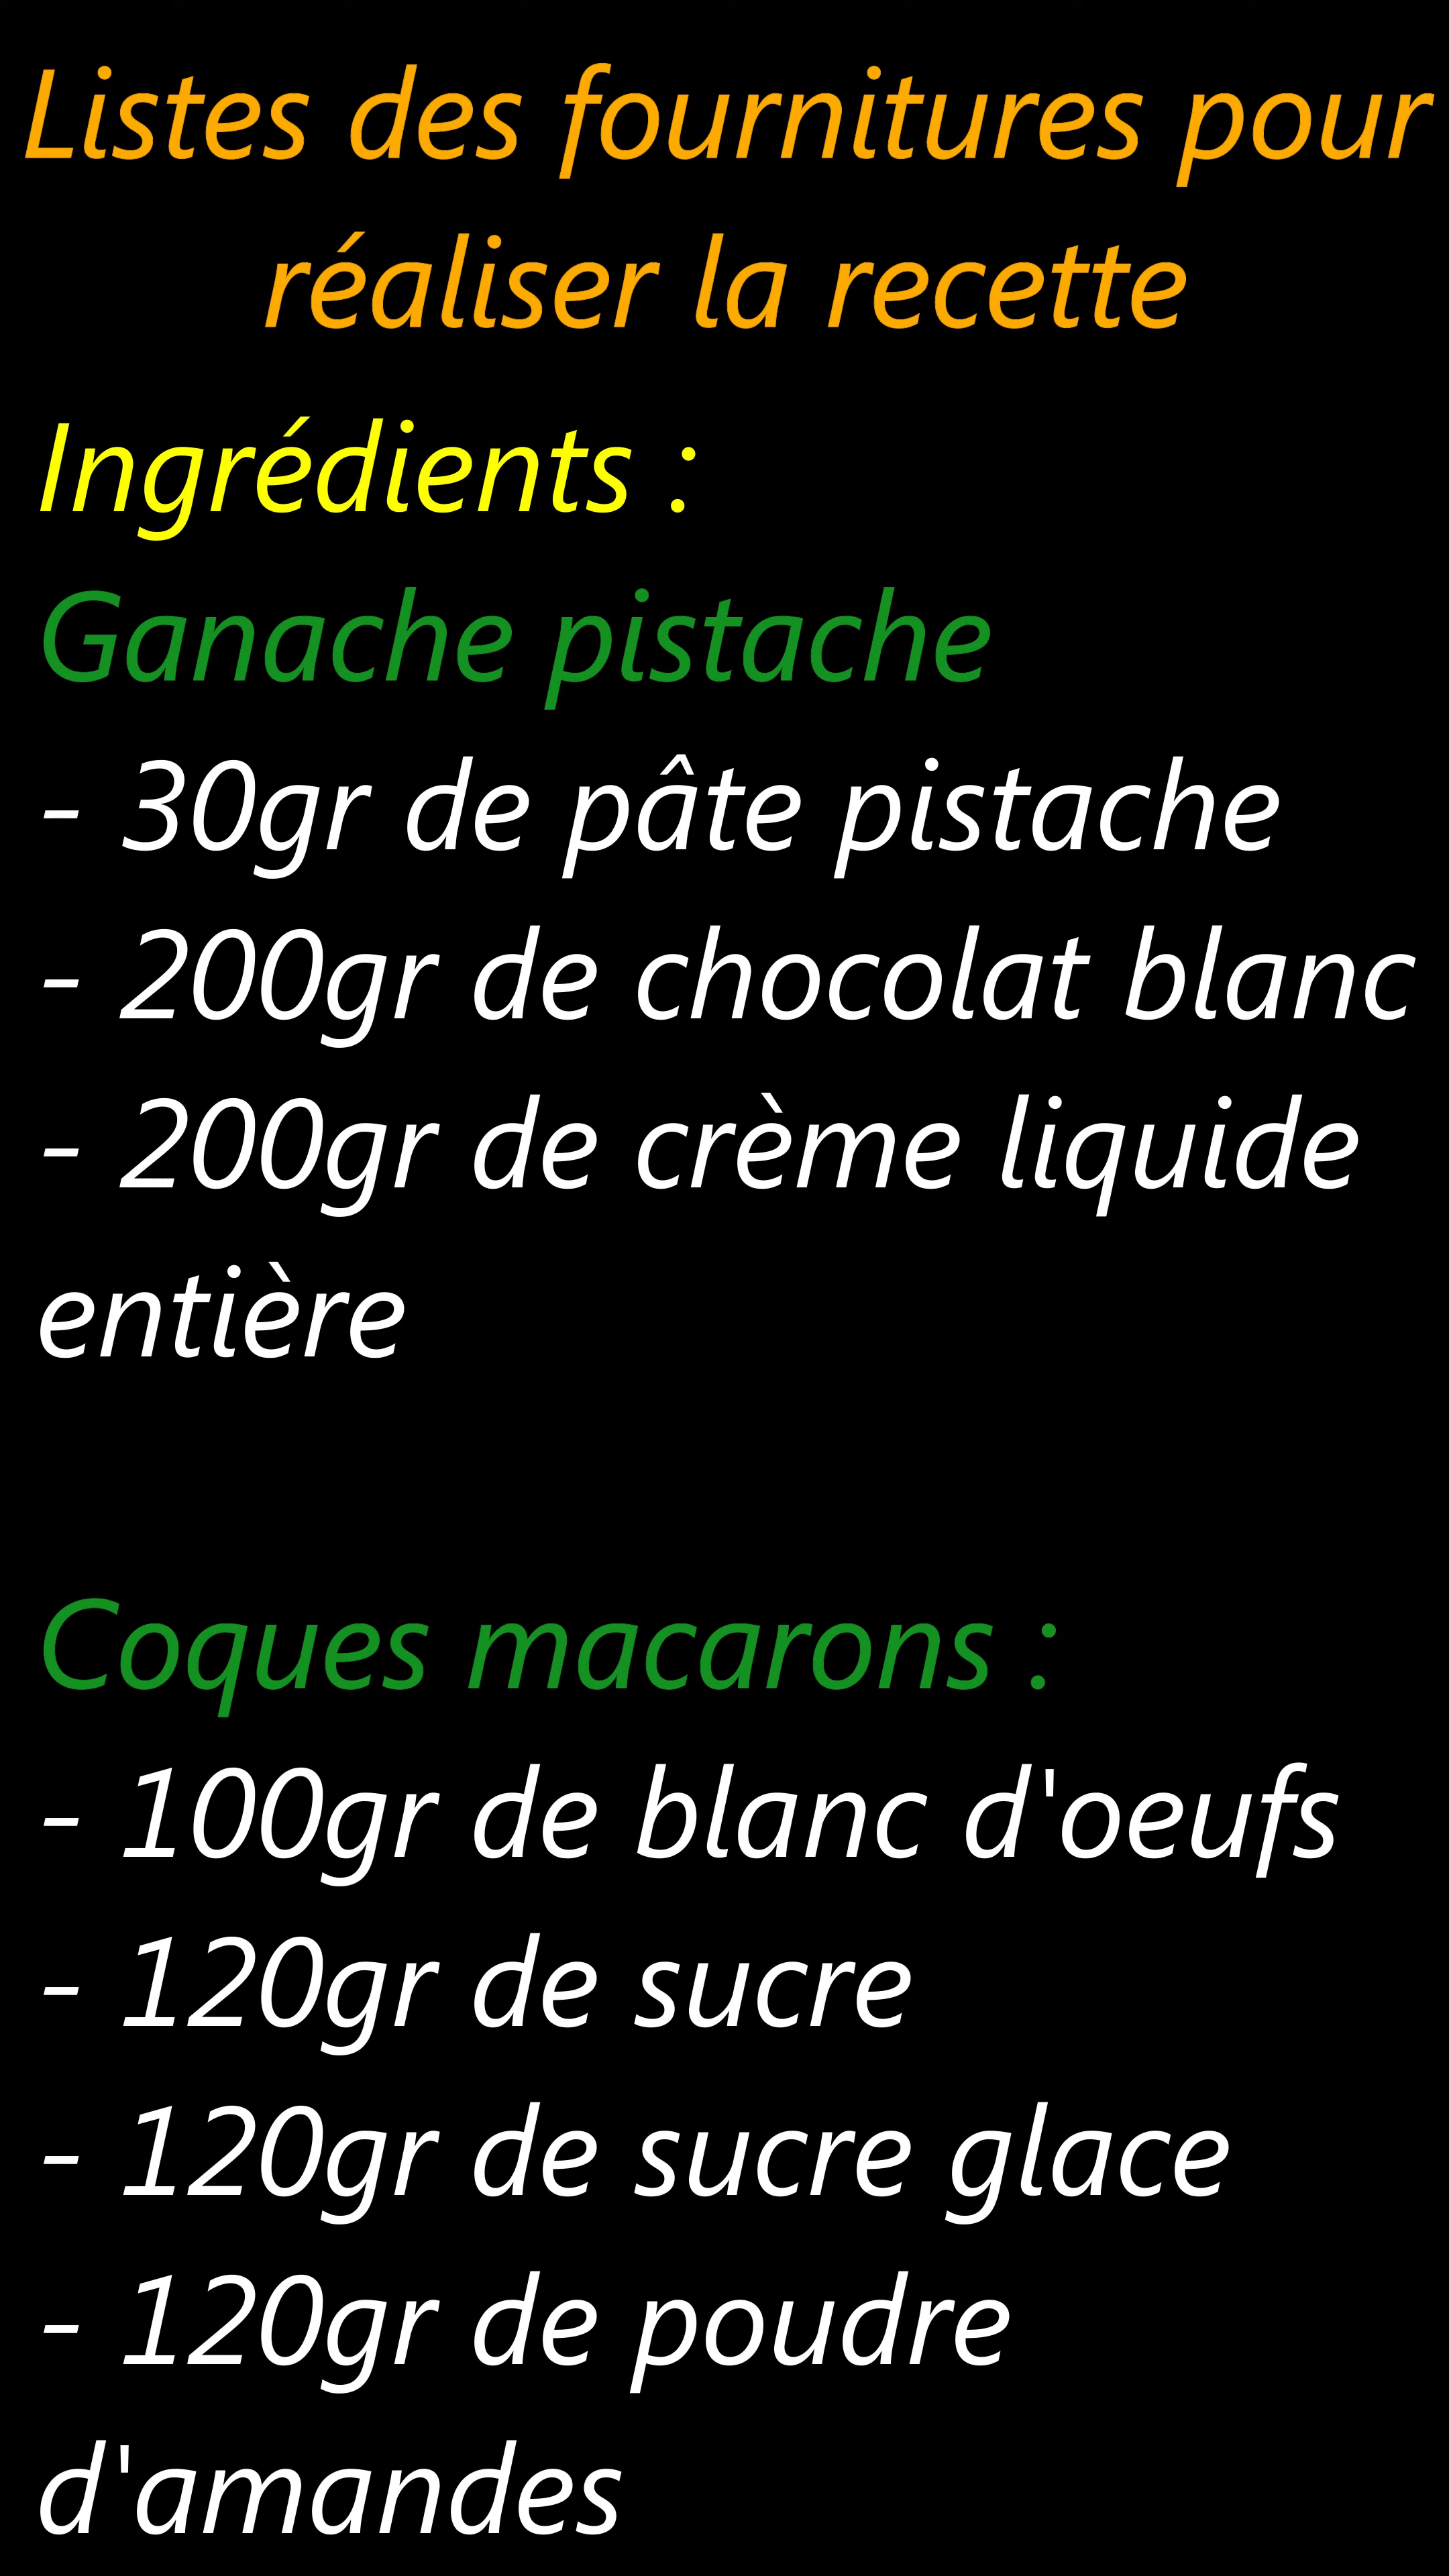 Listes des fournitures pour
réaliser la recette
Ingrédients :
Ganache pistache
- 30gr de pâte pistache
- 200gr de chocolat blanc
- 200gr de crème liquide
entière
Coques macarons :
- 100gr de blanc d'oeufs
- 120gr de sucre
- 120gr de sucre glace
- 120gr de poudre
d'amandes